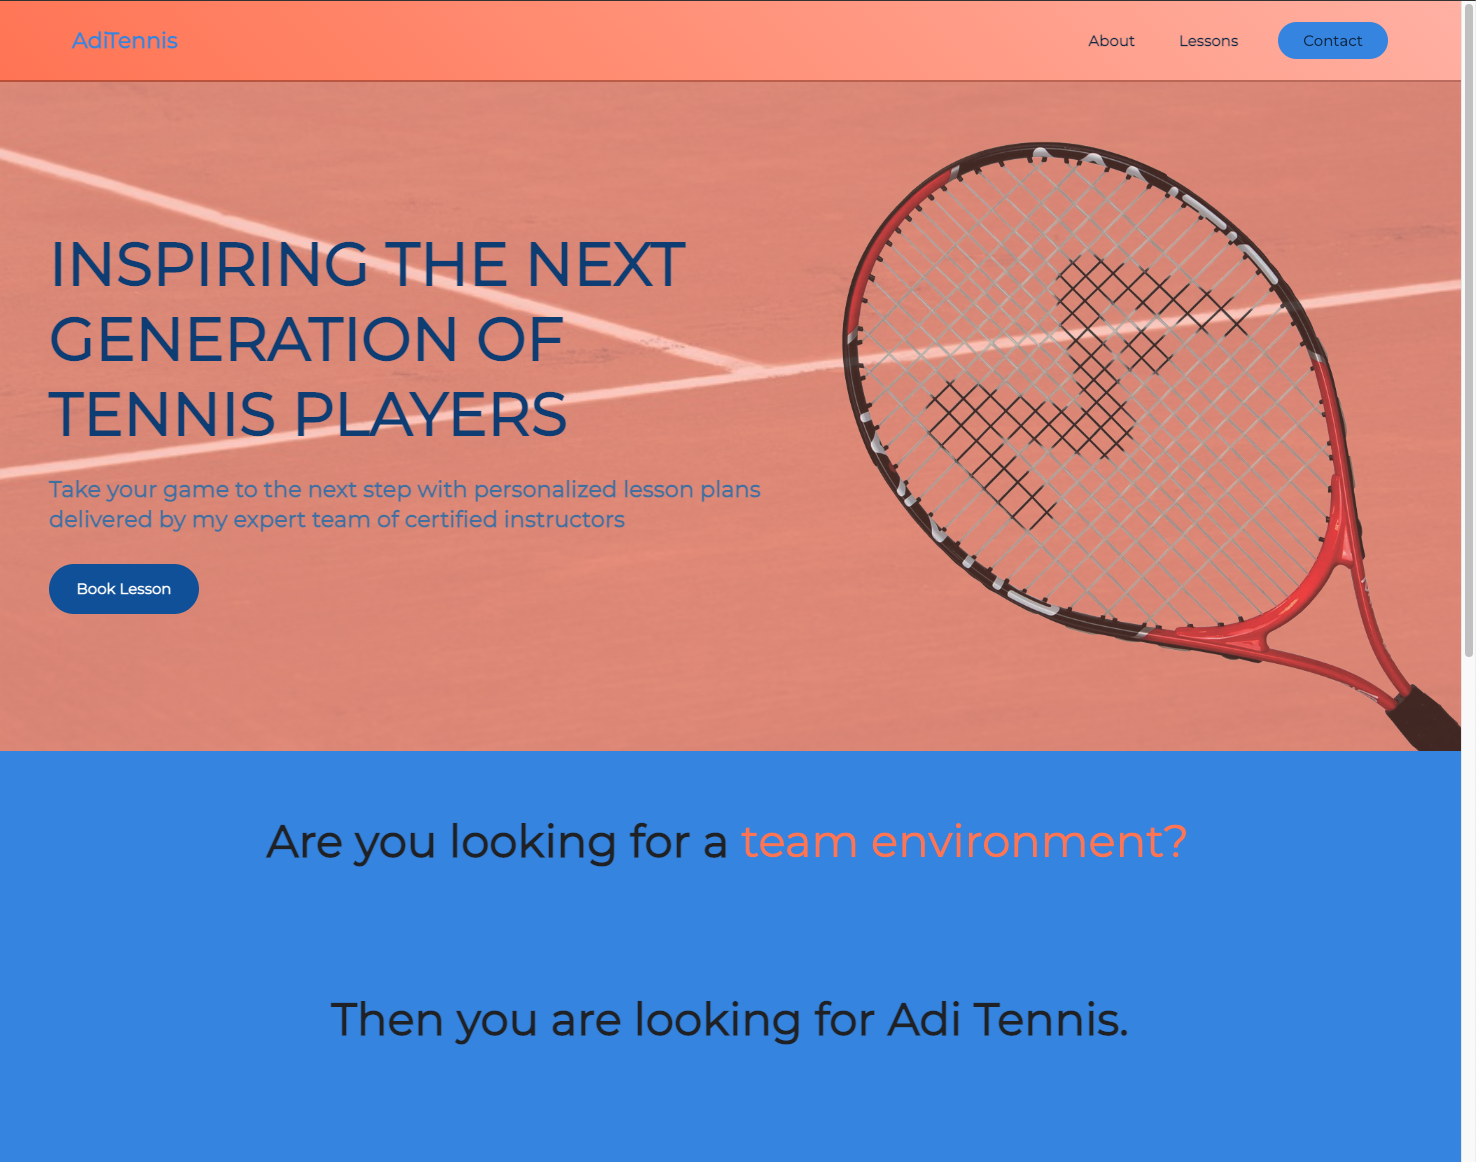 AdiTennis
About
Lessons
Contact
INSPIRING THE NEXT
GENERATION OF
TENNIS PLAYERS
Take your game to the next step with personalized lesson plans
delivered by my expert team of certified instructors
Book Lesson
Are you looking for a team environment?
Then you are looking for Adi Tennis.